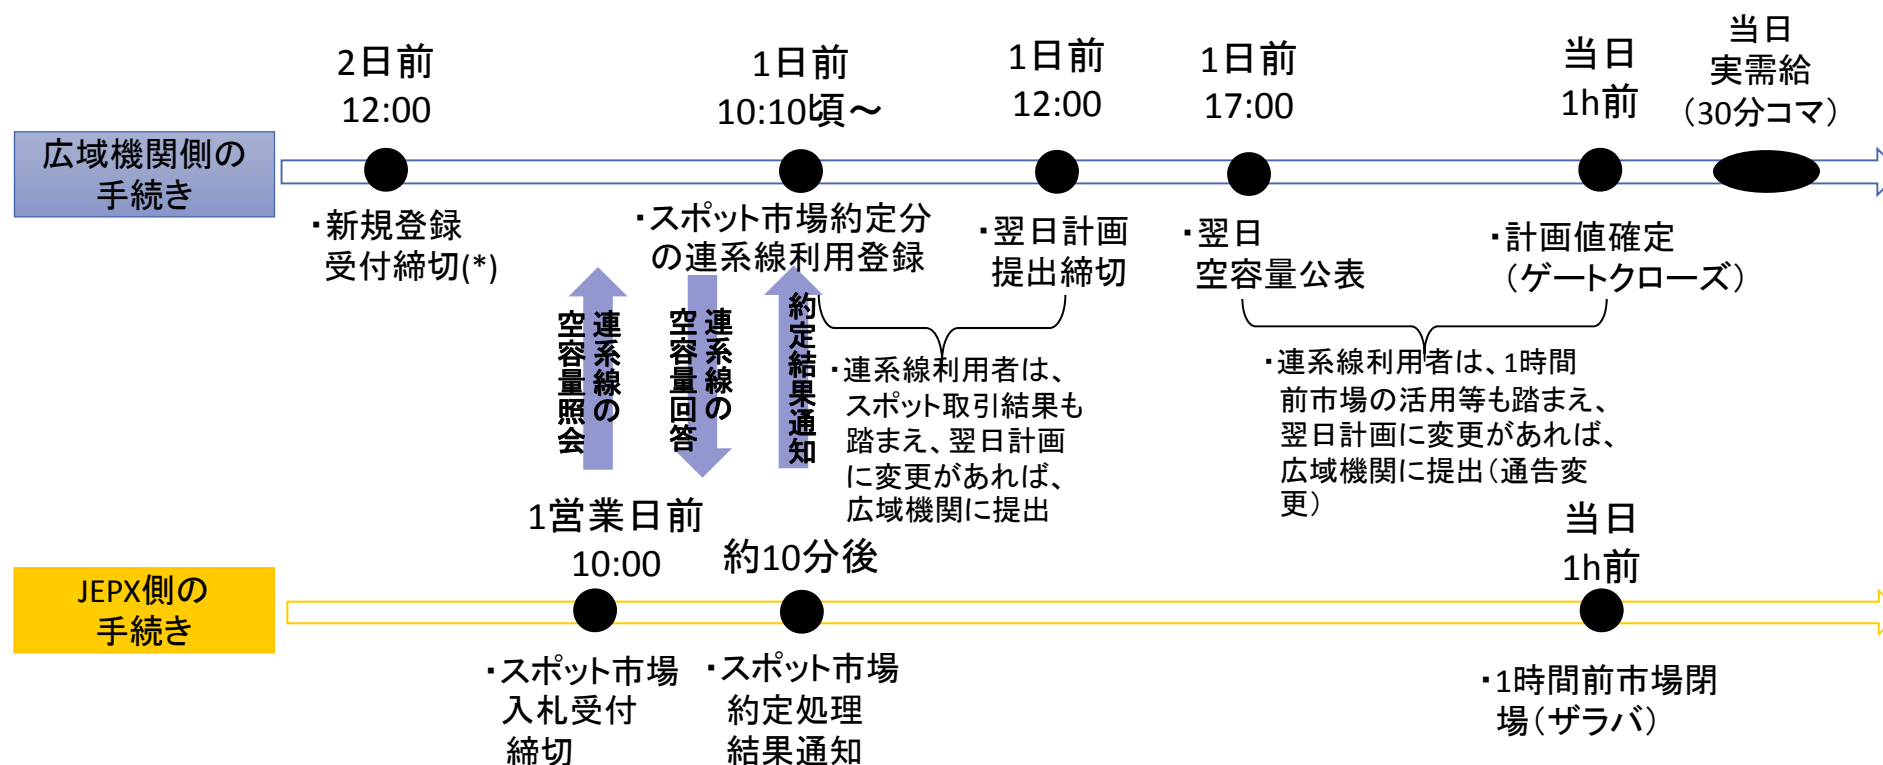 2日前
12:00
1日前
10:10頃～
1日前
12:00
1日前
17:00
当日
1h前
当日
実需給
（30分コマ）
広域機関側の
手続き
・新規登録
受付締切(*)
・スポット市場約定分
の連系線利用登録
・翌日計画
提出締切
・翌日
空容量公表
・計画値確定
（ゲートクローズ）
連系線の
空容量照会
連系線の
空容量回答
約定結果通知
・連系線利用者は、
スポット取引結果も
踏まえ、翌日計画
に変更があれば、
広域機関に提出
・連系線利用者は、1時間
前市場の活用等も踏まえ、
翌日計画に変更があれば、
広域機関に提出（通告変
更）
1営業日前
10:00
約10分後
当日
1h前
JEPX側の
手続き
・スポット市場
入札受付
締切
・スポット市場
約定処理
結果通知
・1時間前市場閉
場（ザラバ）